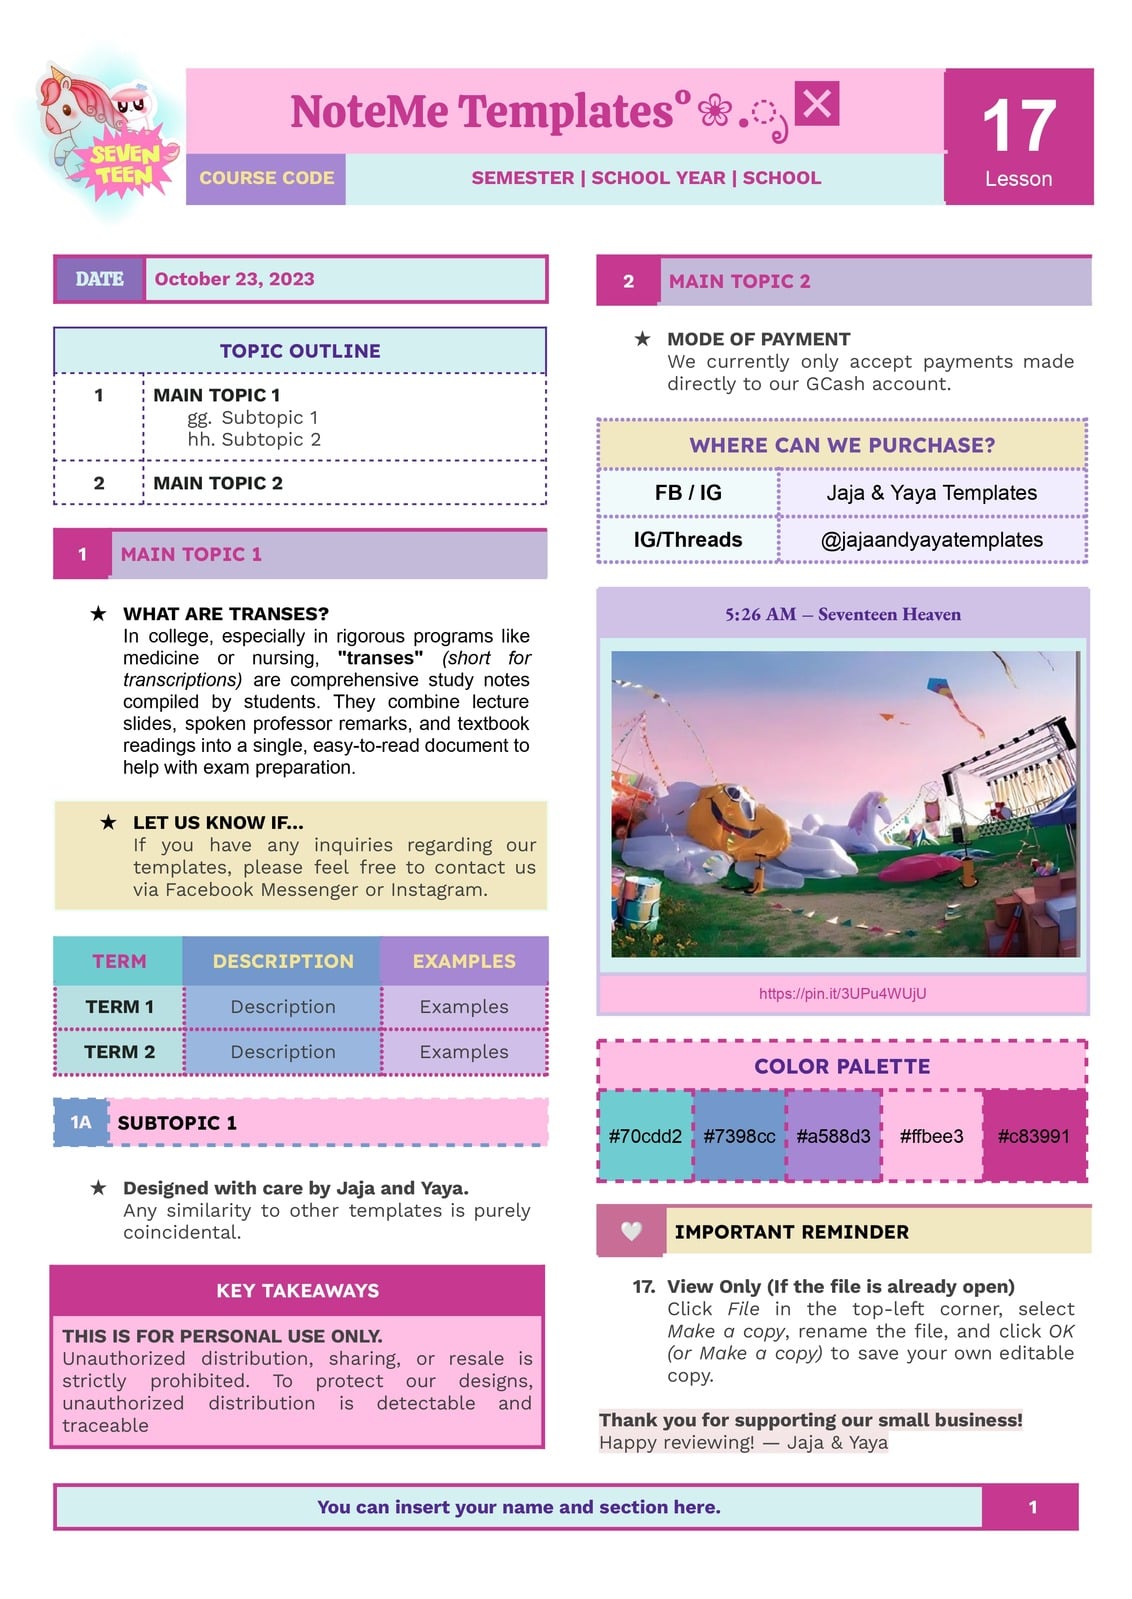 SEVEN
TEEN
NoteMe Templates°
17
Lesson
COURSE CODE
SEMESTER | SCHOOL YEAR | SCHOOL
DATE
October 23, 2023
TOPIC OUTLINE
1
MAIN TOPIC 1
gg. Subtopic 1
hh. Subtopic 2
2
MAIN TOPIC 2
1
MAIN TOPIC 1
★ WHAT ARE TRANSES?
In college, especially in rigorous programs like
medicine or nursing, "transes" (short for
transcriptions) are comprehensive study notes
compiled by students. They combine lecture
slides, spoken professor remarks, and textbook
readings into a single, easy-to-read document to
help with exam preparation.
★ LET US KNOW IF...
If you have any inquiries regarding our
templates, please feel free to contact us
via Facebook Messenger or Instagram.
TERM DESCRIPTION EXAMPLES
TERM 1 Description Examples
TERM 2 Description Examples
1A
SUBTOPIC 1
★ Designed with care by Jaja and Yaya.
Any similarity to other templates is purely
coincidental.
KEY TAKEAWAYS
THIS IS FOR PERSONAL USE ONLY.
Unauthorized distribution, sharing, or resale is
strictly prohibited. To protect our designs,
unauthorized distribution is detectable and
traceable
2
MAIN TOPIC 2
★ MODE OF PAYMENT
We currently only accept payments made
directly to our GCash account.
WHERE CAN WE PURCHASE?
FB / IG Jaja & Yaya Templates
IG/Threads @jajaandyayatemplates
5:26 AM – Seventeen Heaven
https://pin.it/3UPu4WUjU
COLOR PALETTE
#70cdd2 #7398cc #a588d3 #ffbee3 #c83991
IMPORTANT REMINDER
17. View Only (If the file is already open)
Click File in the top-left corner, select
Make a copy, rename the file, and click OK
(or Make a copy) to save your own editable
copy.
Thank you for supporting our small business!
Happy reviewing! — Jaja & Yaya
You can insert your name and section here.
1